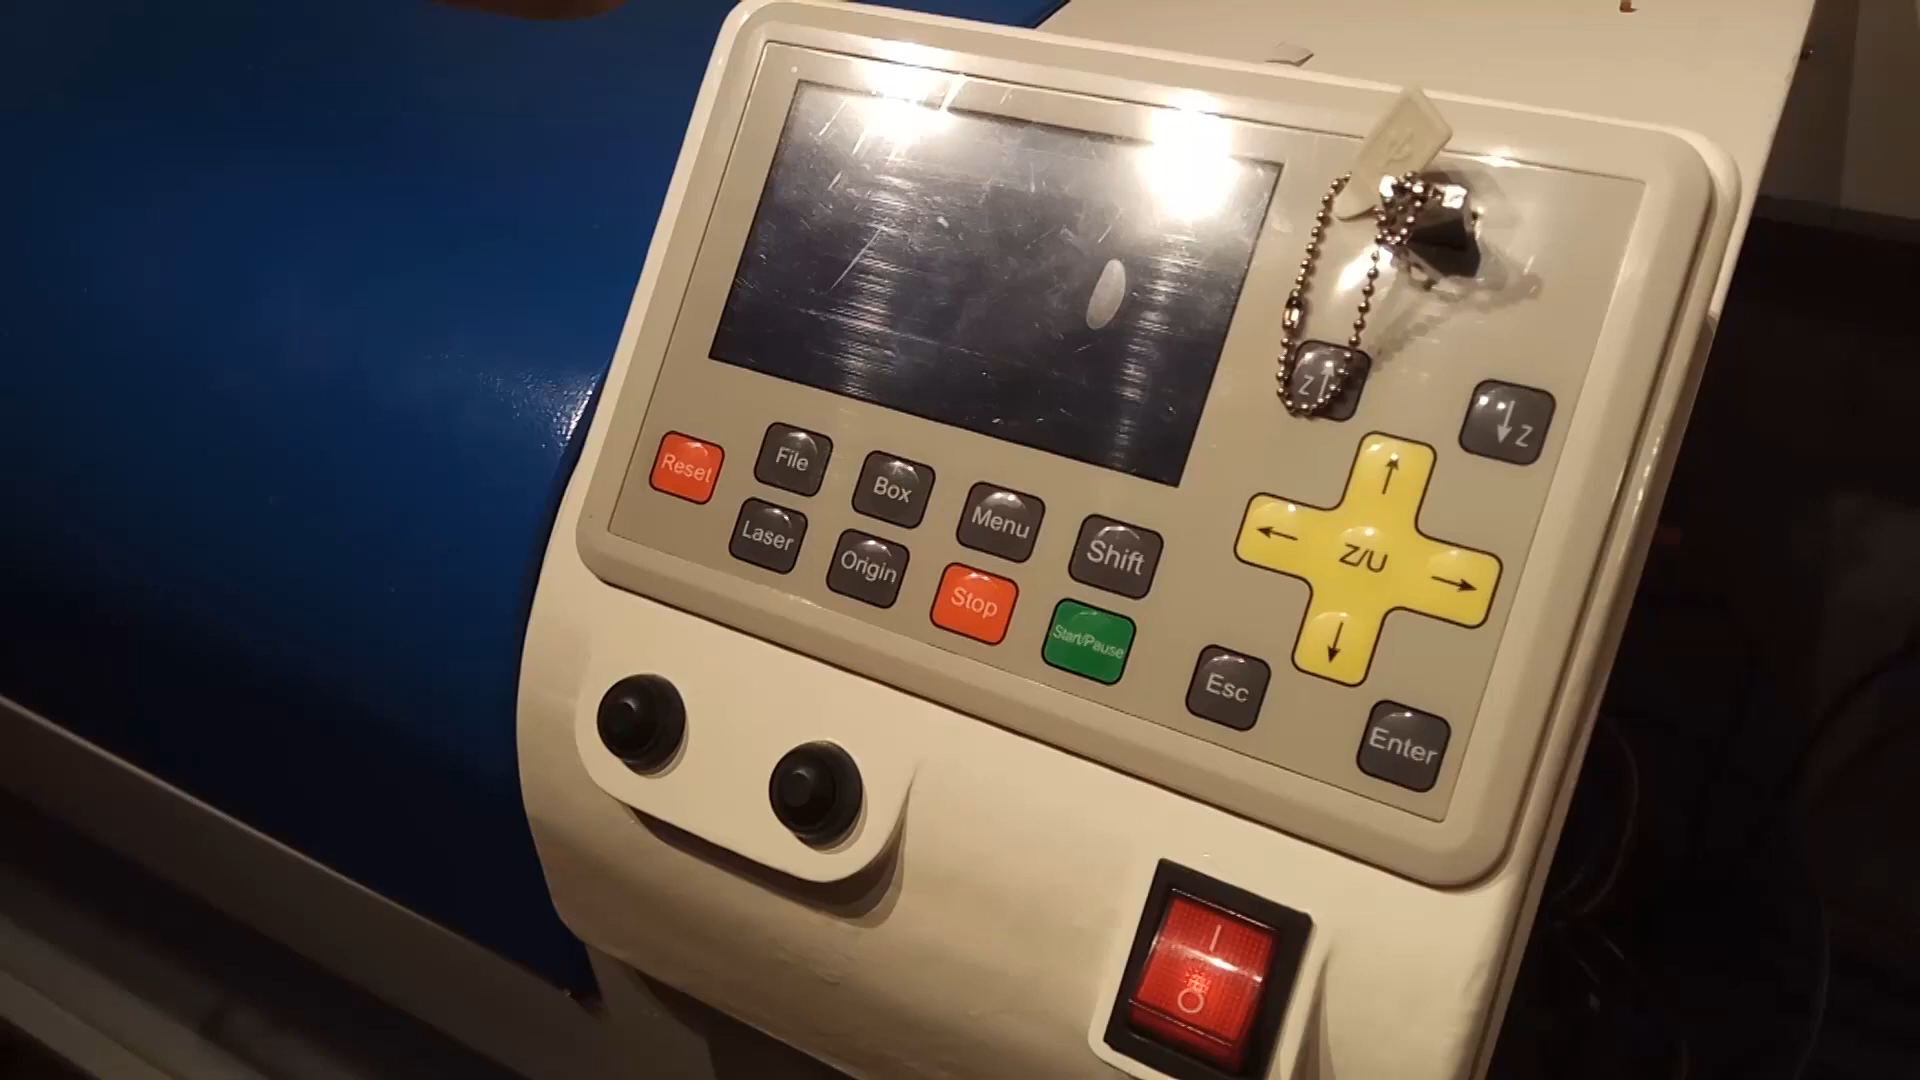 Z↑
↓Z
Reset
File
Box
Menu
Shift
Laser
Origin
Stop
Start/Pause
↑
←
Z/U
→
↓
Esc
Enter
I
O